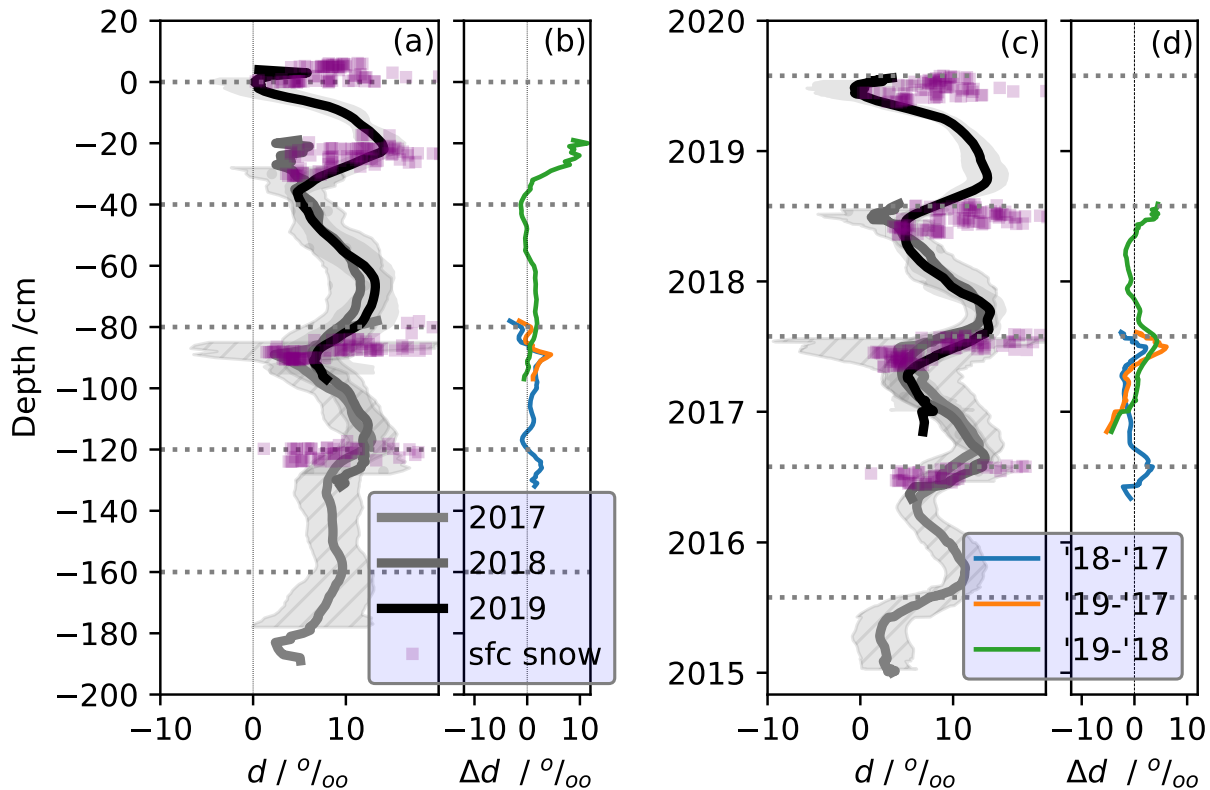 (a)
(b)
(c)
(d)
20
0
−20
−40
−60
−80
−100
−120
−140
−160
−180
−200
Depth /cm
2020
2019
2018
2017
2016
2015
2017
2018
2019
sfc snow
'18-'17
'19-'17
'19-'18
−10 0 10
0 10
−10 0 10
−10 0 10
d / o/oo
Δd / o/oo
d / o/oo
Δd / o/oo